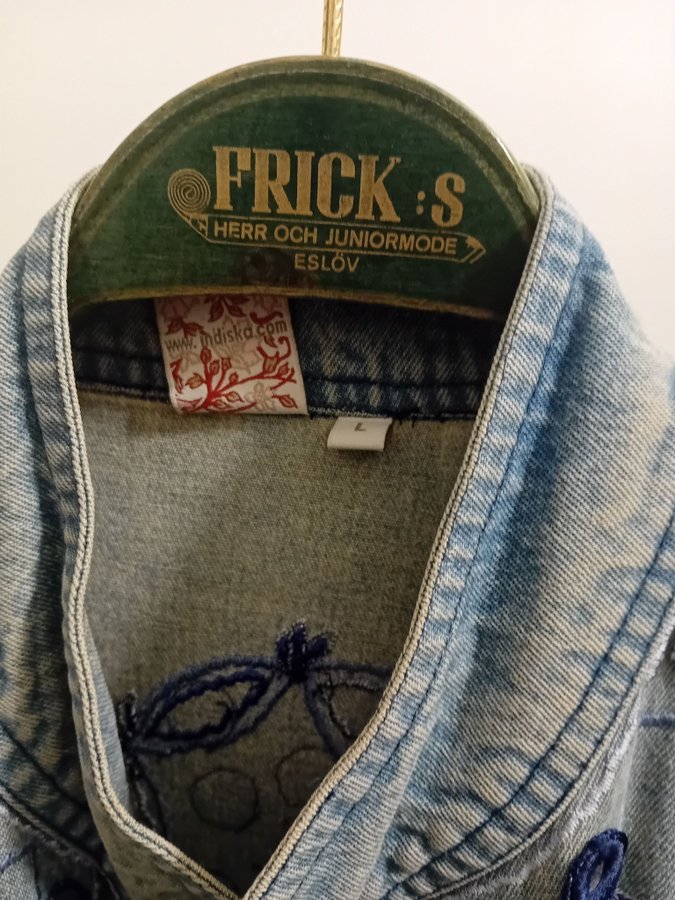 FRICK :S
HERR OCH JUNIORMODE
ESLÖV
www.indiska.com
L